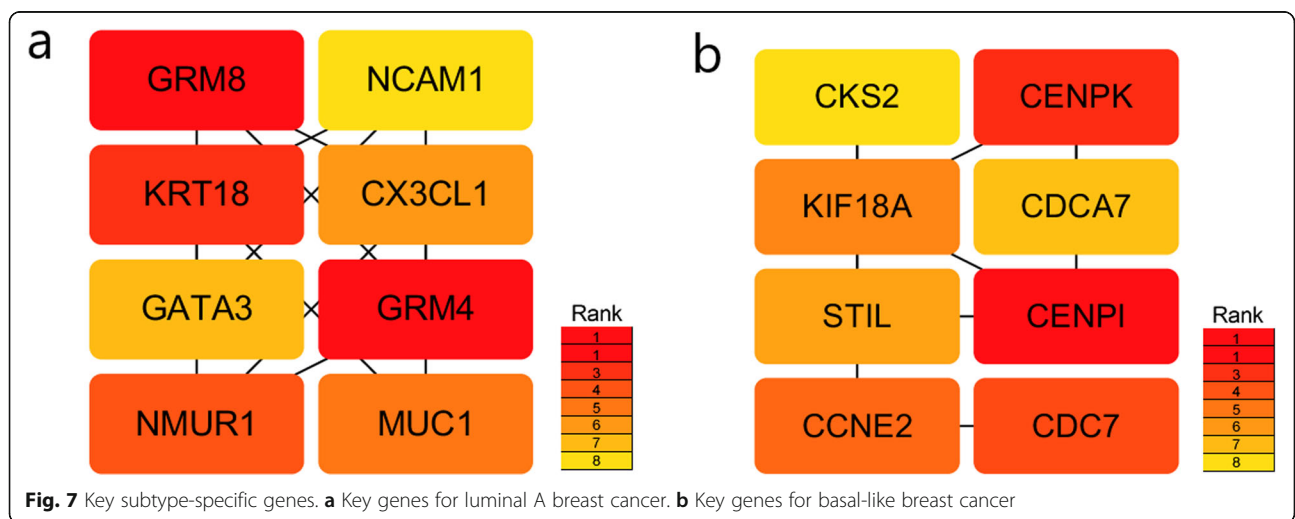 a
GRM8 NCAM1
KRT18 CX3CL1
GATA3 GRM4
NMUR1 MUC1
Rank
1
1
3
4
5
6
7
8
b
CKS2 CENPK
KIF18A CDCA7
STIL CENPI
CCNE2 CDC7
Rank
1
1
3
4
5
6
7
8
Fig. 7 Key subtype-specific genes. a Key genes for luminal A breast cancer. b Key genes for basal-like breast cancer